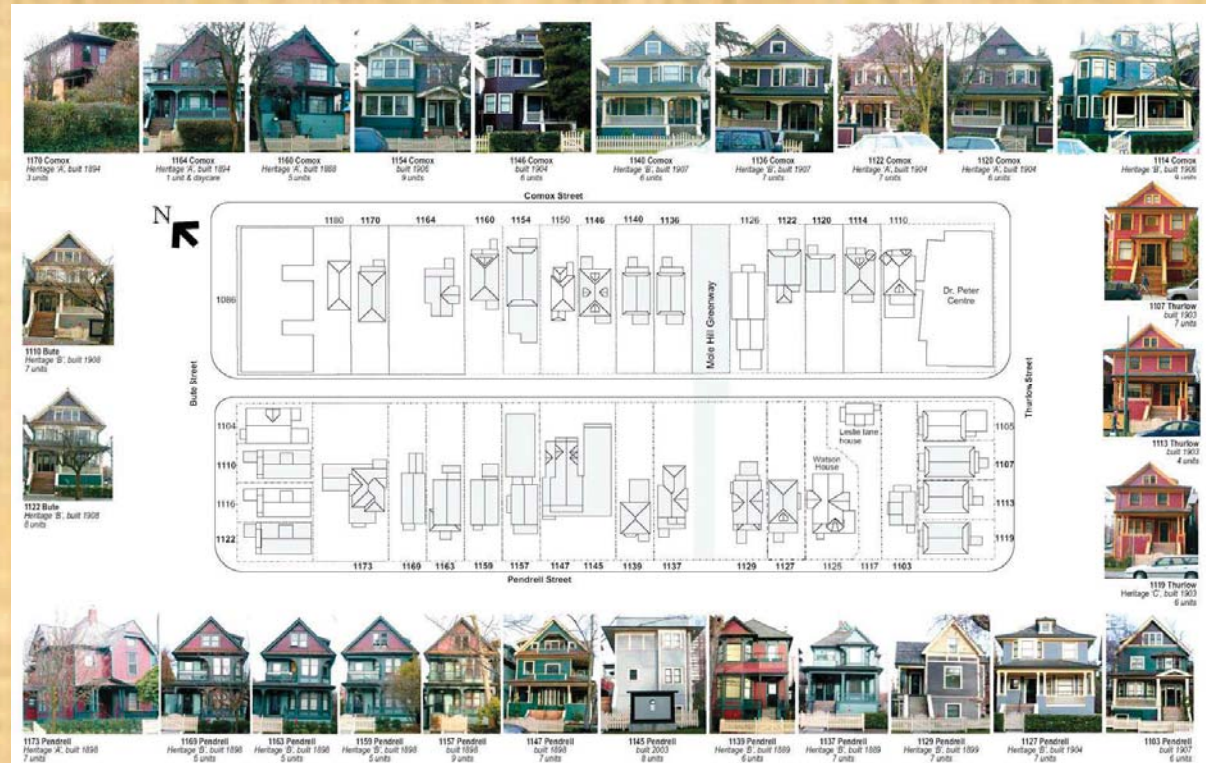 1170 Comox
Heritage 'A', built 1894
3 units
1164 Comox
Heritage 'A', built 1894
1 unit & daycare
1160 Comox
Heritage 'A', built 1888
5 units
1154 Comox
built 1906
9 units
1146 Comox
built 1904
6 units
1140 Comox
Heritage 'B', built 1907
6 units
1136 Comox
Heritage 'B', built 1907
7 units
1122 Comox
Heritage 'A', built 1904
7 units
1120 Comox
Heritage 'A', built 1904
6 units
1114 Comox
Heritage 'B', built 1906
9 units
Comox Street
N
1180
1170
1164
1160
1154
1150
1146
1140
1136
1126
1122
1120
1114
1110
1086
Mole Hill Greenway
Dr. Peter
Centre
Bute Street
Thurlow Street
1110 Bute
Heritage 'B', built 1908
7 units
1122 Bute
Heritage 'B', built 1908
1107 Thurlow
built 1903
7 units
1113 Thurlow
built 1903
4 units
1119 Thurlow
Heritage 'C', built 1903
6 units
1104
1110
1116
1122
Leslie lane
house
Watson
House
1105
1107
1113
1119
1173
1169
1163
1159
1157
1147
1145
1139
1137
1129
1127
1125
1117
1103
Pendrell Street
1173 Pendrell
Heritage 'A', built 1898
7 units
1169 Pendrell
Heritage 'B', built 1898
5 units
1163 Pendrell
Heritage 'B', built 1898
5 units
1159 Pendrell
Heritage 'B', built 1898
5 units
1157 Pendrell
built 1898
9 units
1147 Pendrell
built 1898
7 units
1145 Pendrell
built 2003
8 units
1139 Pendrell
Heritage 'B', built 1889
6 units
1137 Pendrell
Heritage 'B', built 1889
7 units
1129 Pendrell
Heritage 'B', built 1899
7 units
1127 Pendrell
Heritage 'B', built 1904
7 units
1103 Pendrell
built 1907
6 units